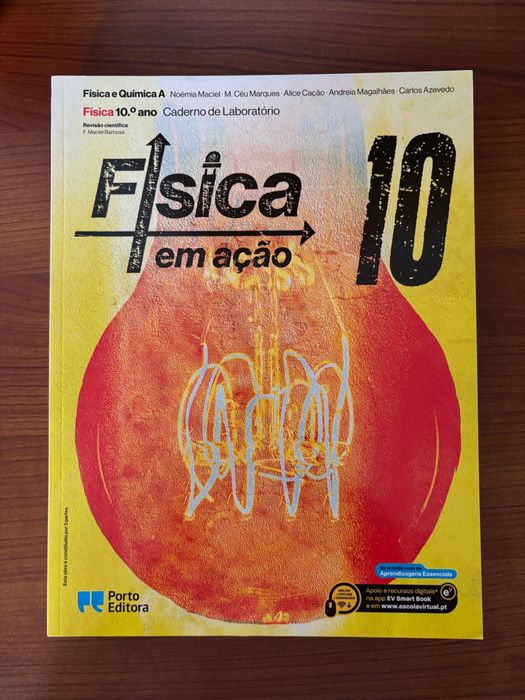 Física e Química A Noémia Maciel · M. Céu Marques · Alice Cação · Andreia Magalhães · Carlos Azevedo
Física 10.º ano Caderno de Laboratório
Revisão científica
F. Maciel Barbosa
Física 10
em ação
Esta obra é constituída por 2 partes.
de acordo com as
Aprendizagens Essenciais
Porto
Editora
ONLINE
e OFFLINE
Apoio e recursos digitais*
na app EV Smart Book
e em www.escolavirtual.pt